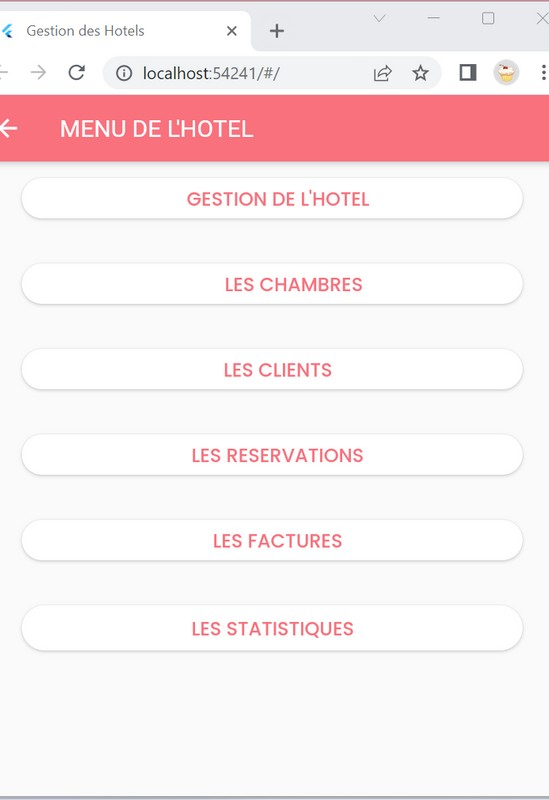 Gestion des Hotels
localhost:54241/#/
MENU DE L'HOTEL
GESTION DE L'HOTEL
LES CHAMBRES
LES CLIENTS
LES RESERVATIONS
LES FACTURES
LES STATISTIQUES